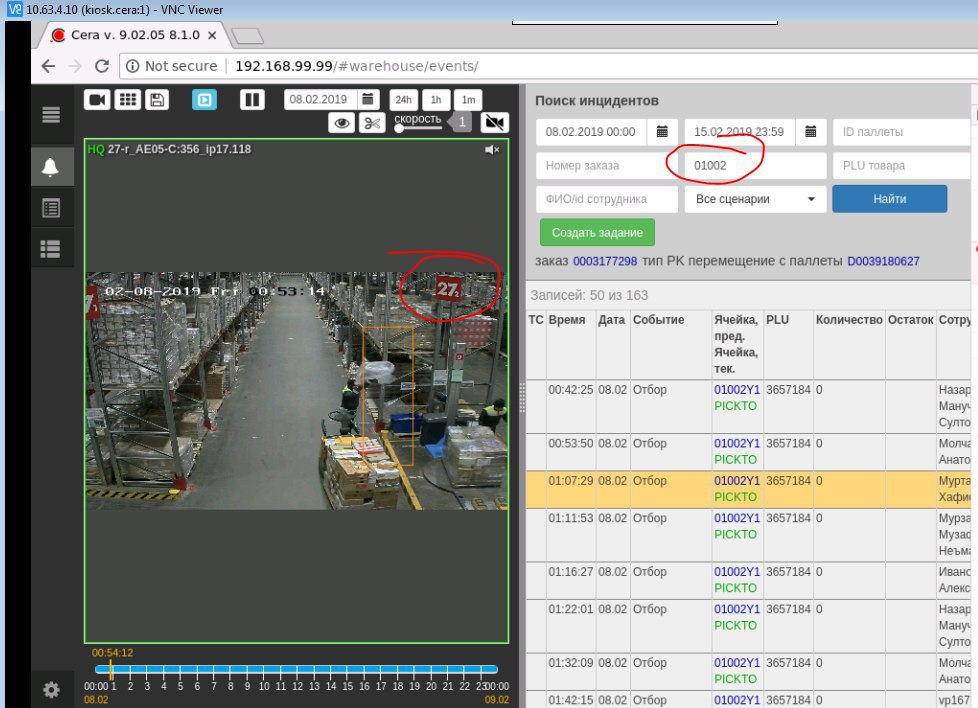 10.63.4.10 (kiosk.cera:1) - VNC Viewer
Cera v. 9.02.05 8.1.0
Not secure 192.168.99.99/#warehouse/events/
08.02.2019 24h 1h 1m
скорость 1
HQ 27-r_AE05-C:356_ip17.118
02-08-2019 Fri 00:53:14
27
00:54:12
00:00 1 2 3 4 5 6 7 8 9 10 11 12 13 14 15 16 17 18 19 20 21 22 23 00:00
08.02 09.02
Поиск инцидентов
08.02.2019 00:00 15.02.2019 23:59 ID паллеты
Номер заказа 01002 PLU товара
ФИО/id сотрудника Все сценарии Найти
Создать задание
заказ 0003177298 тип РК перемещение с паллеты D0039180627
Записей: 50 из 163
ТС Время Дата Событие Ячейка, PLU Количество Остаток Сотру
пред.
Ячейка,
тек.
00:42:25 08.02 Отбор 01002Y1 3657184 0 Назар
PICKTO Мануч
Султо
00:53:50 08.02 Отбор 01002Y1 3657184 0 Молча
PICKTO Анато
01:07:29 08.02 Отбор 01002Y1 3657184 0 Мурта
PICKTO Хафи
01:11:53 08.02 Отбор 01002Y1 3657184 0 Мурза
PICKTO Музаф
Неъма
01:16:27 08.02 Отбор 01002Y1 3657184 0 Ивано
PICKTO Алекс
01:22:01 08.02 Отбор 01002Y1 3657184 0 Назар
PICKTO Мануч
Султо
01:32:09 08.02 Отбор 01002Y1 3657184 0 Молча
PICKTO Анато
01:42:15 08.02 Отбор 01002Y1 3657184 0 vp167